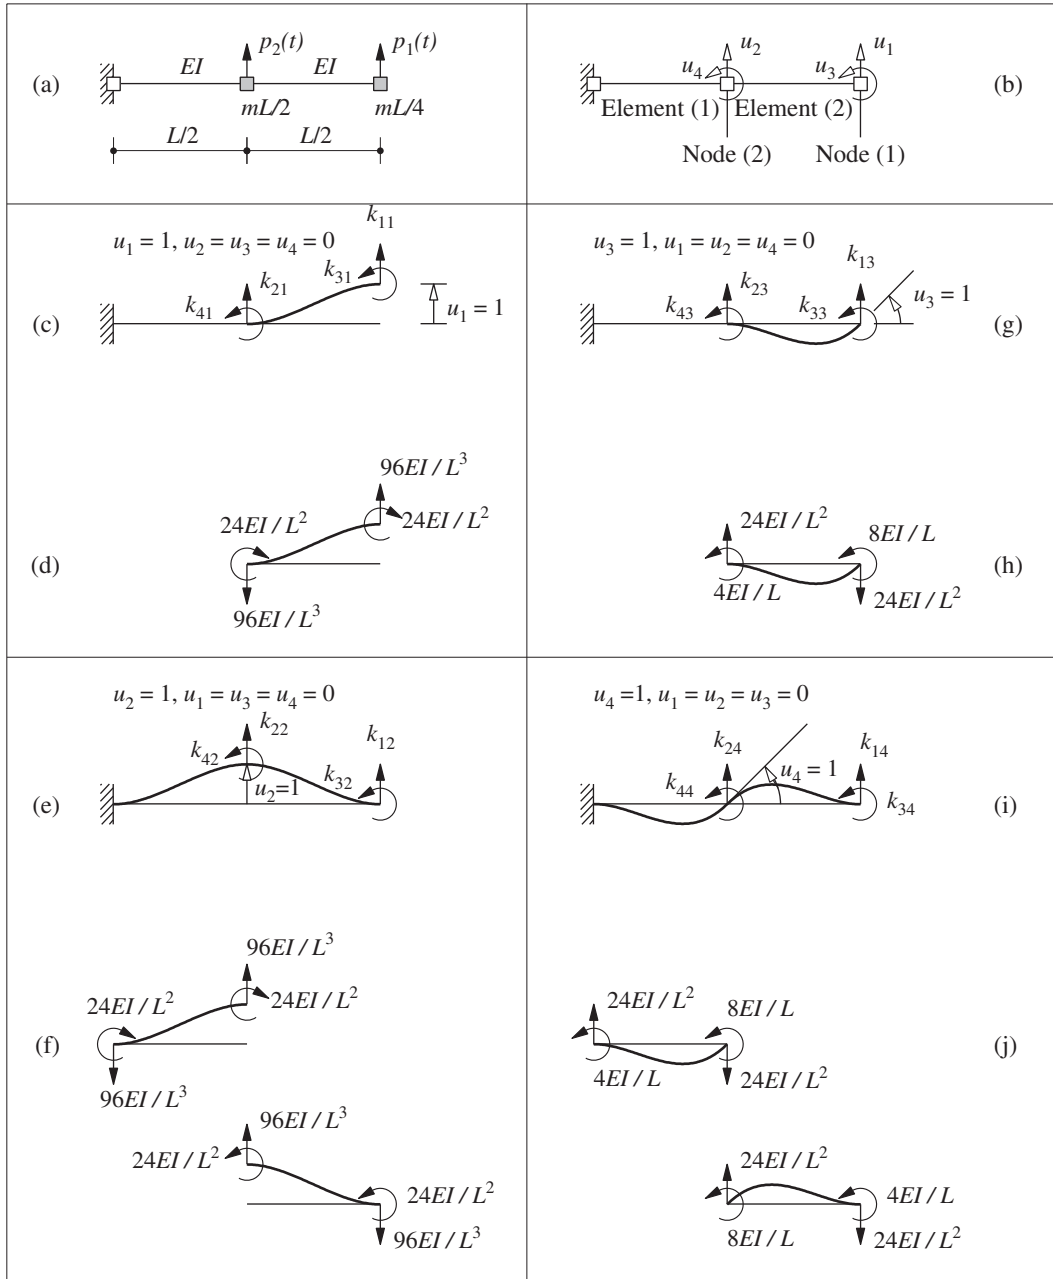 (a)
p₂(t)
p₁(t)
EI
EI
mL/2
mL/4
L/2
L/2
u₂
u₁
u₄
u₃
Element (1)
Element (2)
Node (2)
Node (1)
(b)
(c)
u₁ = 1, u₂ = u₃ = u₄ = 0
k₁₁
k₃₁
k₂₁
k₄₁
u₁ = 1
(g)
u₃ = 1, u₁ = u₂ = u₄ = 0
k₁₃
k₂₃
k₄₃
k₃₃
u₃ = 1
(d)
96EI / L³
24EI / L²
24EI / L²
96EI / L³
(h)
24EI / L²
8EI / L
4EI / L
24EI / L²
(e)
u₂ = 1, u₁ = u₃ = u₄ = 0
k₂₂
k₁₂
k₄₂
k₃₂
u₂=1
(i)
u₄ =1, u₁ = u₂ = u₃ = 0
k₂₄
k₁₄
u₄ = 1
k₄₄
k₃₄
(f)
96EI / L³
24EI / L²
24EI / L²
96EI / L³
96EI / L³
24EI / L²
24EI / L²
96EI / L³
(j)
24EI / L²
8EI / L
4EI / L
24EI / L²
24EI / L²
4EI / L
8EI / L
24EI / L²